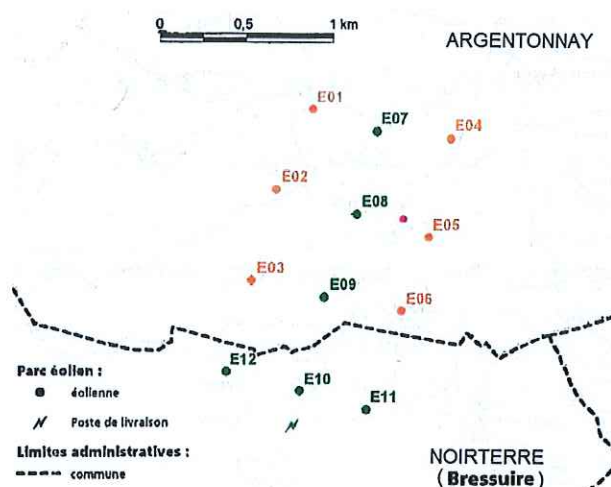 0 0,5 1 km
ARGENTONNAY
E01
E07
E04
E02
E08
E05
E03
E09
E06
E12
E10
E11
Parc éolien :
éolienne
Poste de livraison
Limites administratives :
commune
NOIRTERRE
(Bressuire)